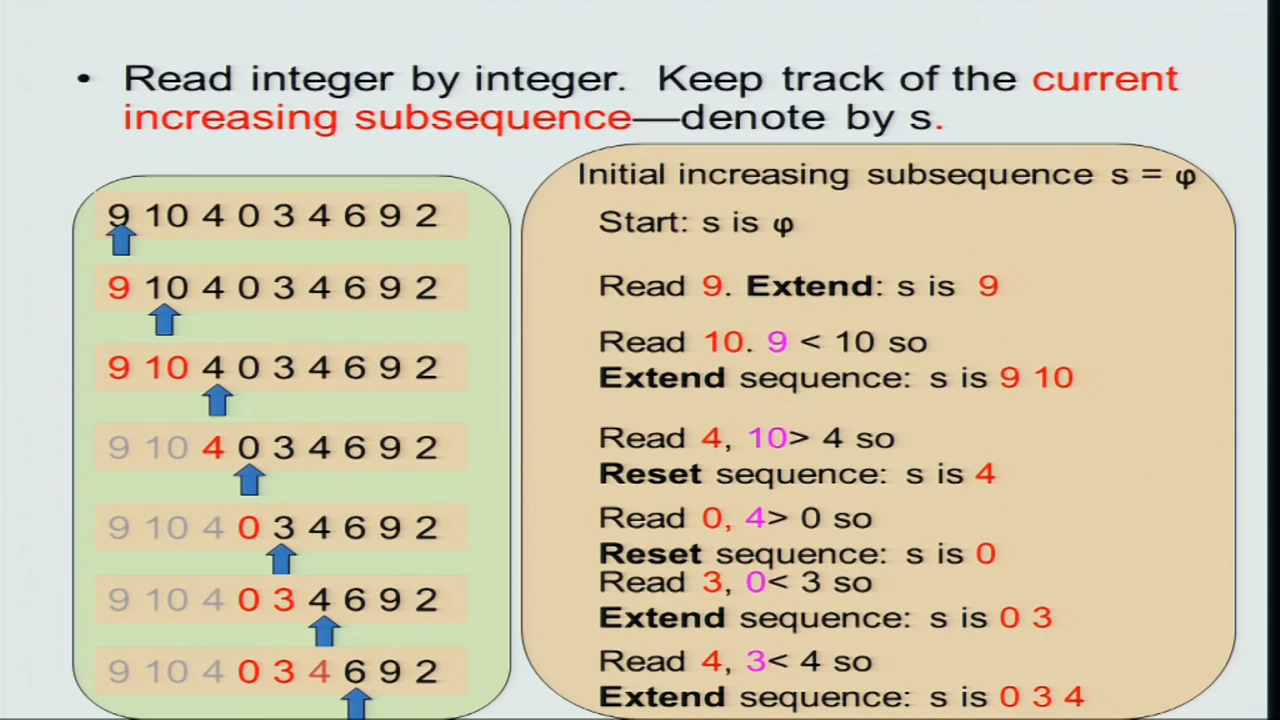 • Read integer by integer. Keep track of the current
increasing subsequence—denote by s.
9 10 4 0 3 4 6 9 2
9 10 4 0 3 4 6 9 2
9 10 4 0 3 4 6 9 2
9 10 4 0 3 4 6 9 2
9 10 4 0 3 4 6 9 2
9 10 4 0 3 4 6 9 2
9 10 4 0 3 4 6 9 2
Initial increasing subsequence s = φ
Start: s is φ
Read 9. Extend: s is 9
Read 10. 9 < 10 so
Extend sequence: s is 9 10
Read 4, 10> 4 so
Reset sequence: s is 4
Read 0, 4> 0 so
Reset sequence: s is 0
Read 3, 0< 3 so
Extend sequence: s is 0 3
Read 4, 3< 4 so
Extend sequence: s is 0 3 4